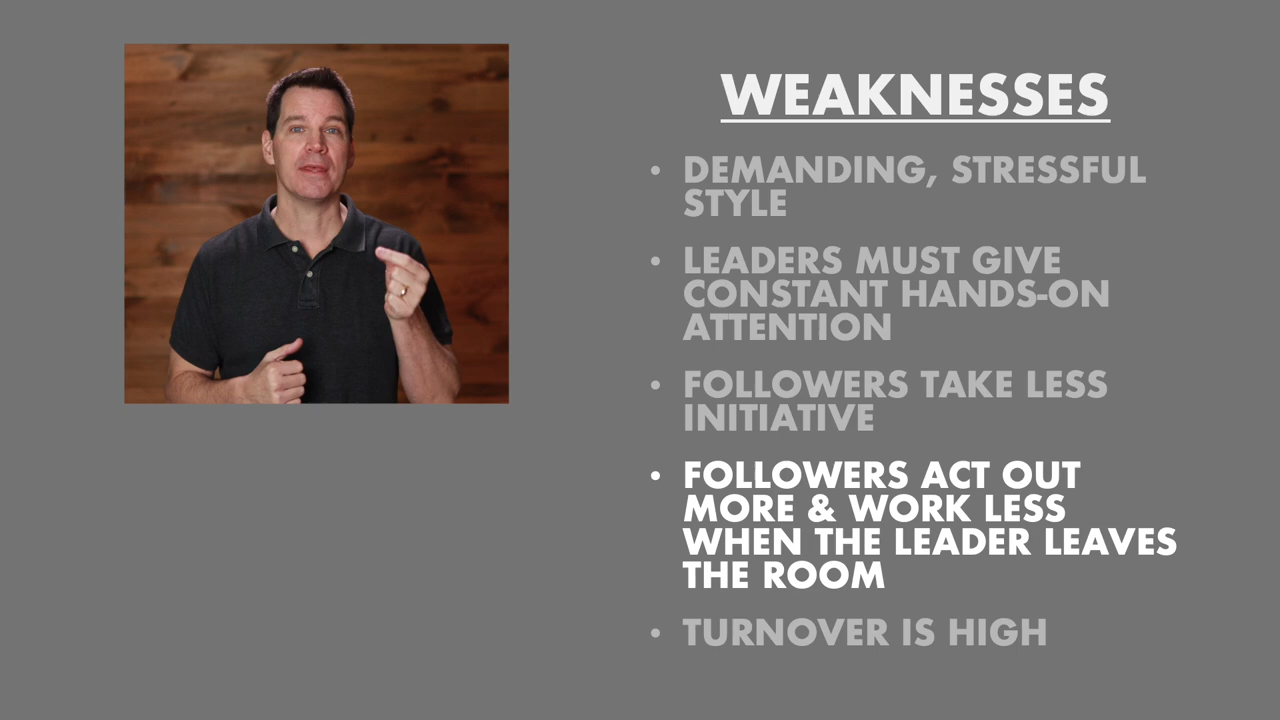 WEAKNESSES
• DEMANDING, STRESSFUL
STYLE
• LEADERS MUST GIVE
CONSTANT HANDS-ON
ATTENTION
• FOLLOWERS TAKE LESS
INITIATIVE
• FOLLOWERS ACT OUT
MORE & WORK LESS
WHEN THE LEADER LEAVES
THE ROOM
• TURNOVER IS HIGH